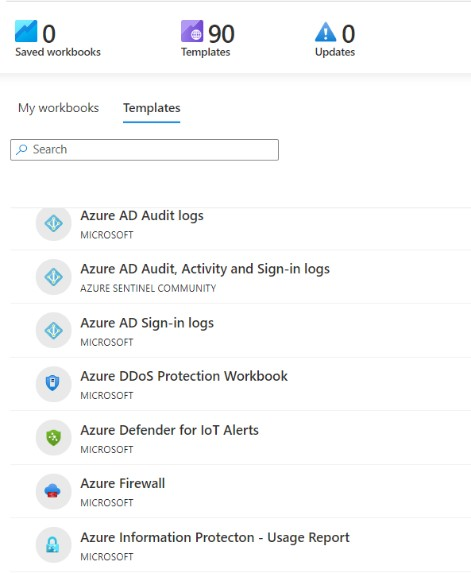 0
Saved workbooks
90
Templates
0
Updates
My workbooks
Templates
Search
Azure AD Audit logs
MICROSOFT
Azure AD Audit, Activity and Sign-in logs
AZURE SENTINEL COMMUNITY
Azure AD Sign-in logs
MICROSOFT
Azure DDoS Protection Workbook
MICROSOFT
Azure Defender for IoT Alerts
MICROSOFT
Azure Firewall
MICROSOFT
Azure Information Protecton - Usage Report
MICROSOFT